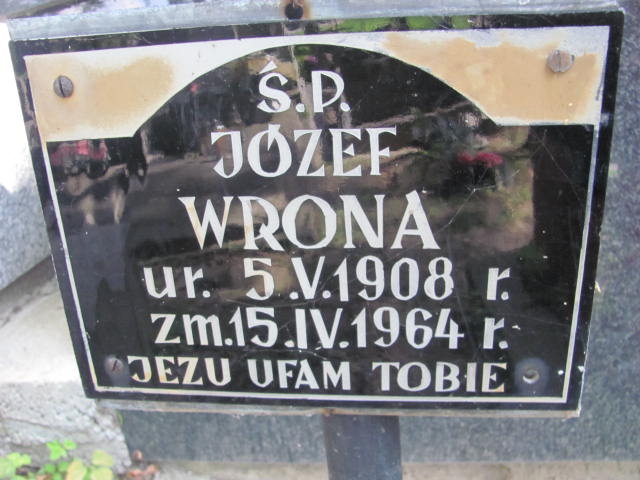 Ś.P.
JÓZEF
WRONA
ur. 5.V.1908 r.
zm.15.IV.1964 r.
JEZU UFAM TOBIE